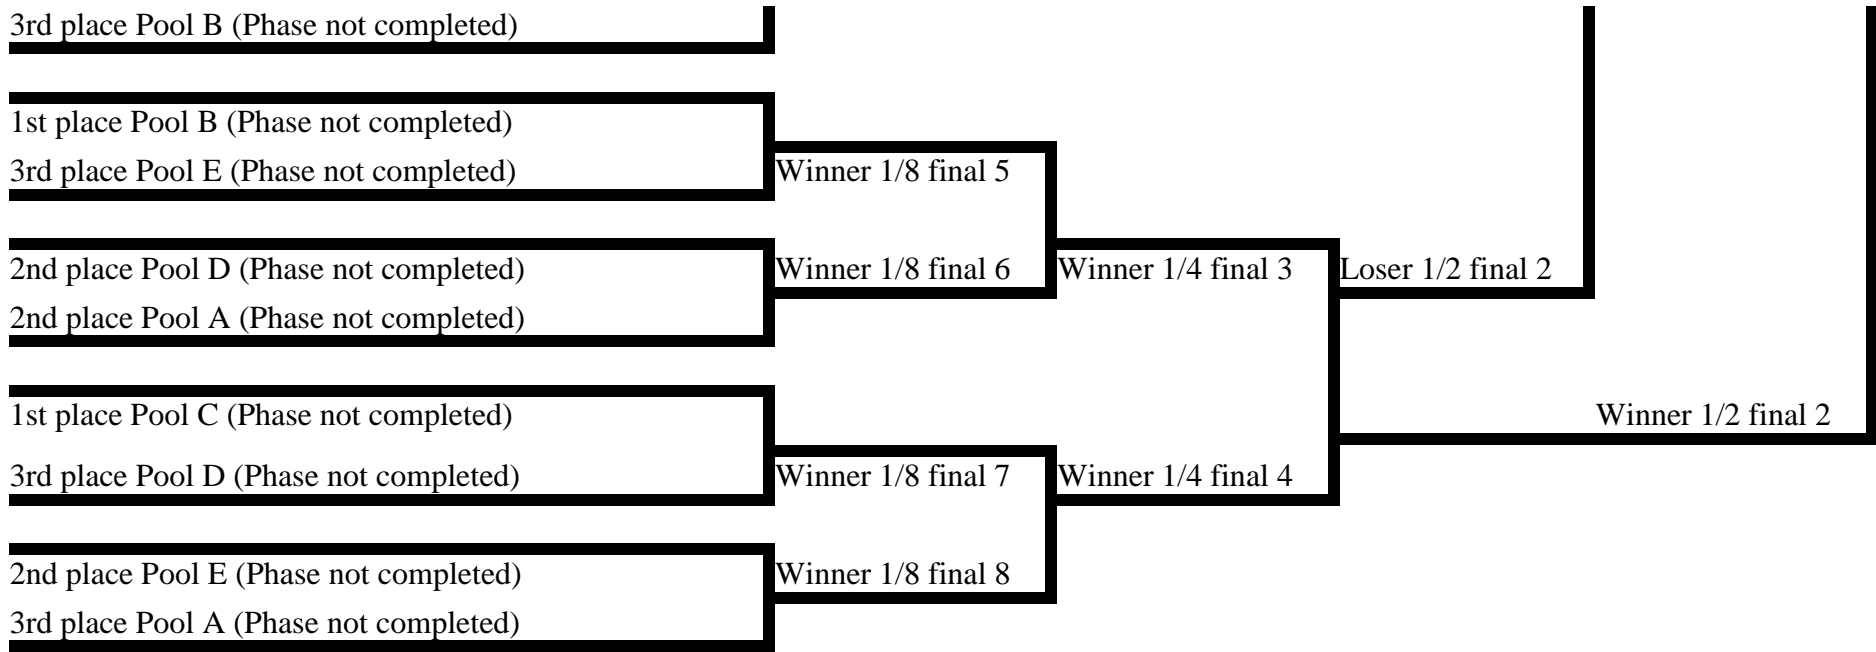 3rd place Pool B (Phase not completed)
1st place Pool B (Phase not completed)
3rd place Pool E (Phase not completed)
Winner 1/8 final 5
2nd place Pool D (Phase not completed)
Winner 1/8 final 6
Winner 1/4 final 3
Loser 1/2 final 2
2nd place Pool A (Phase not completed)
1st place Pool C (Phase not completed)
Winner 1/2 final 2
3rd place Pool D (Phase not completed)
Winner 1/8 final 7
Winner 1/4 final 4
2nd place Pool E (Phase not completed)
Winner 1/8 final 8
3rd place Pool A (Phase not completed)